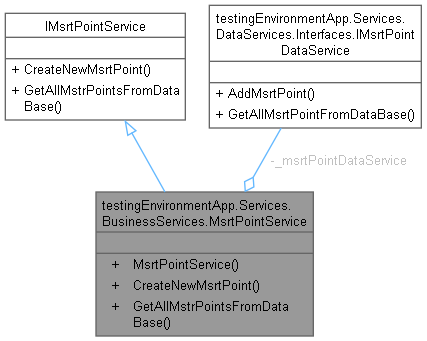 IMsrtPointService
+ CreateNewMsrtPoint()
+ GetAllMstrPointsFromData
Base()
testingEnvironmentApp.Services.
DataServices.Interfaces.IMsrtPoint
DataService
+ AddMsrtPoint()
+ GetAllMsrtPointFromDataBase()
-_msrtPointDataService
testingEnvironmentApp.Services.
BusinessServices.MsrtPointService
+ MsrtPointService()
+ CreateNewMsrtPoint()
+ GetAllMstrPointsFromData
Base()